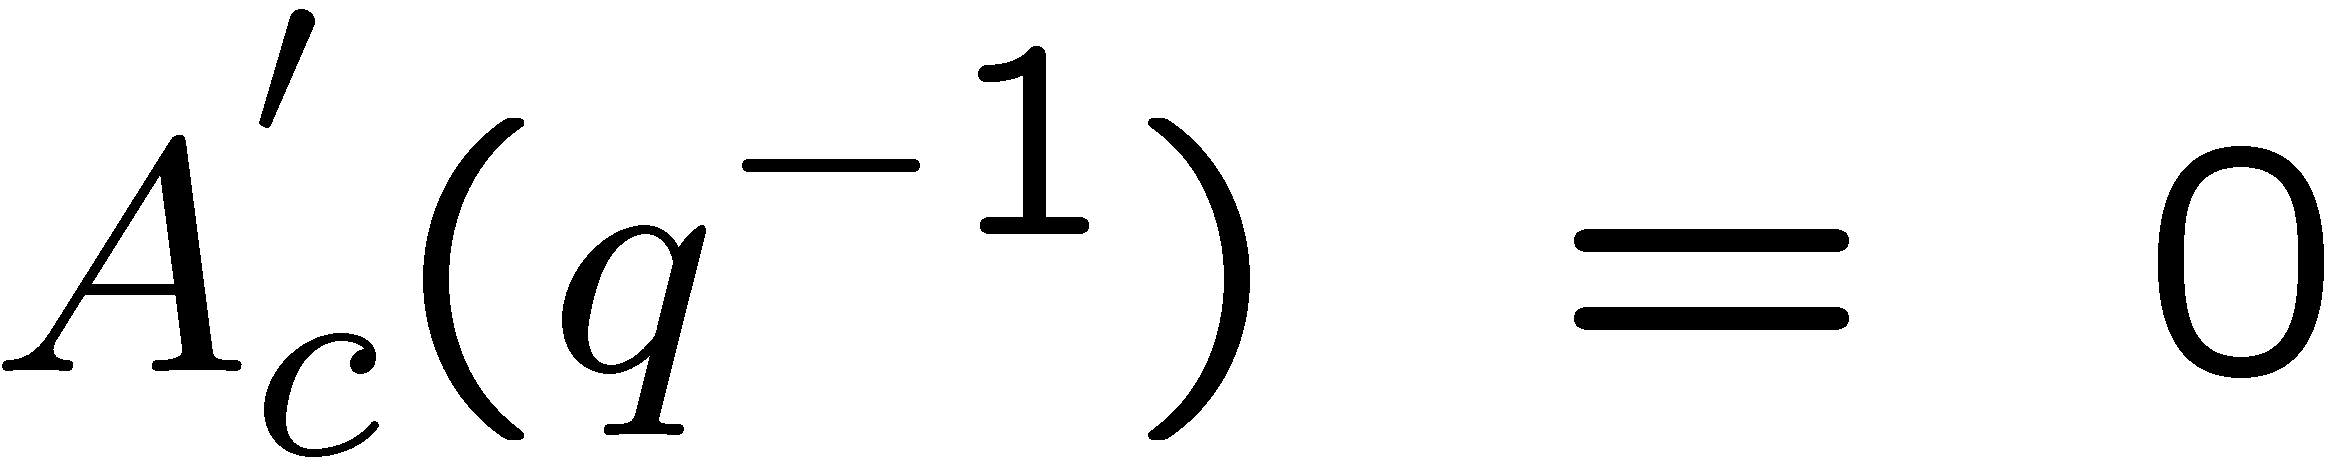 $A_c^{'}(q^{-1}) = 0$